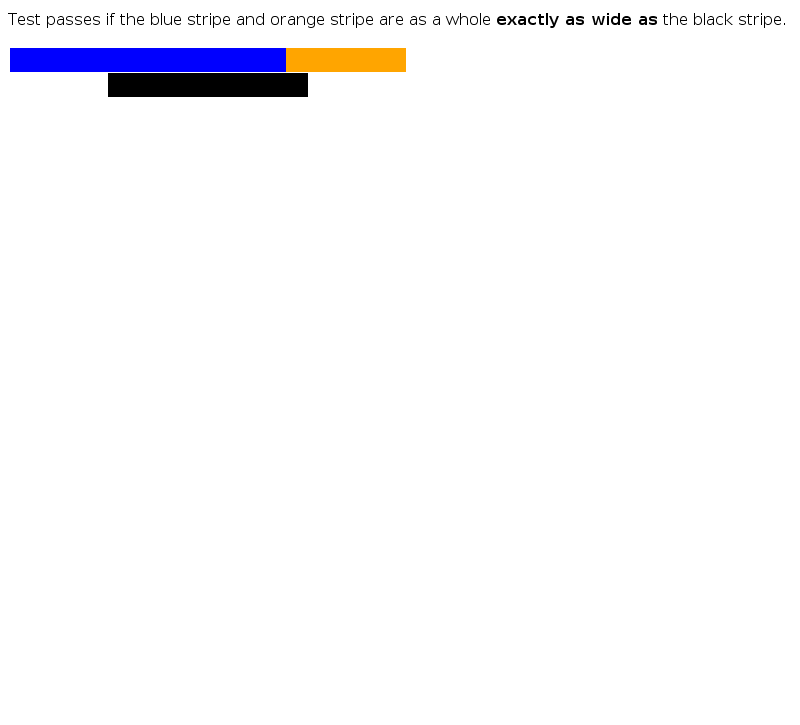 Test passes if the blue stripe and orange stripe are as a whole exactly as wide as the black stripe.